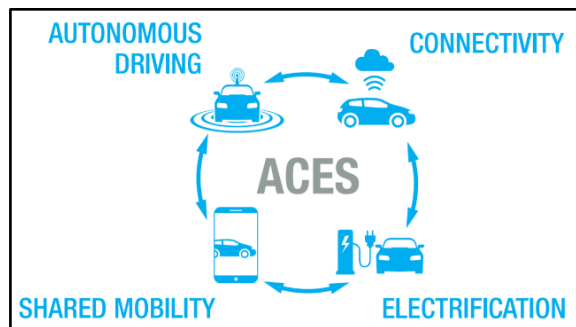 AUTONOMOUS
DRIVING
CONNECTIVITY
ACES
SHARED MOBILITY
ELECTRIFICATION